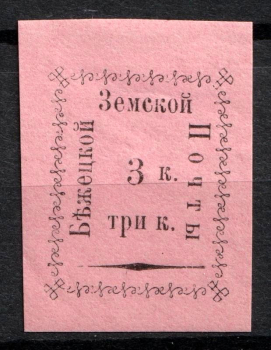 Бѣжецкой
Земской
Почты
3 к.
три к.